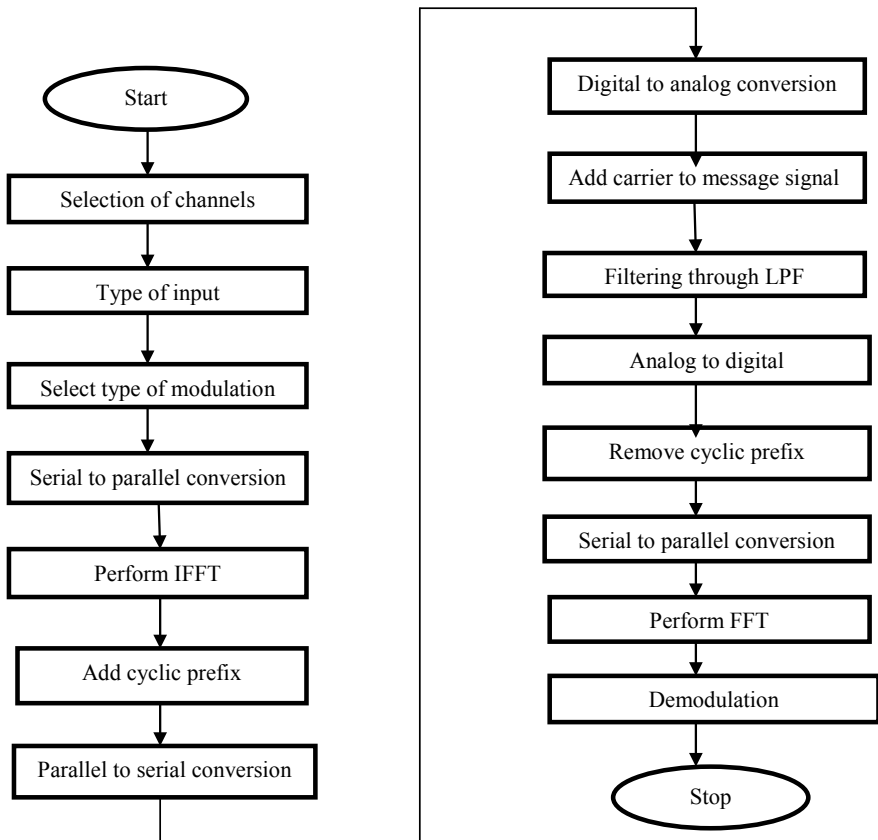 Start
Selection of channels
Type of input
Select type of modulation
Serial to parallel conversion
Perform IFFT
Add cyclic prefix
Parallel to serial conversion
Digital to analog conversion
Add carrier to message signal
Filtering through LPF
Analog to digital
Remove cyclic prefix
Serial to parallel conversion
Perform FFT
Demodulation
Stop